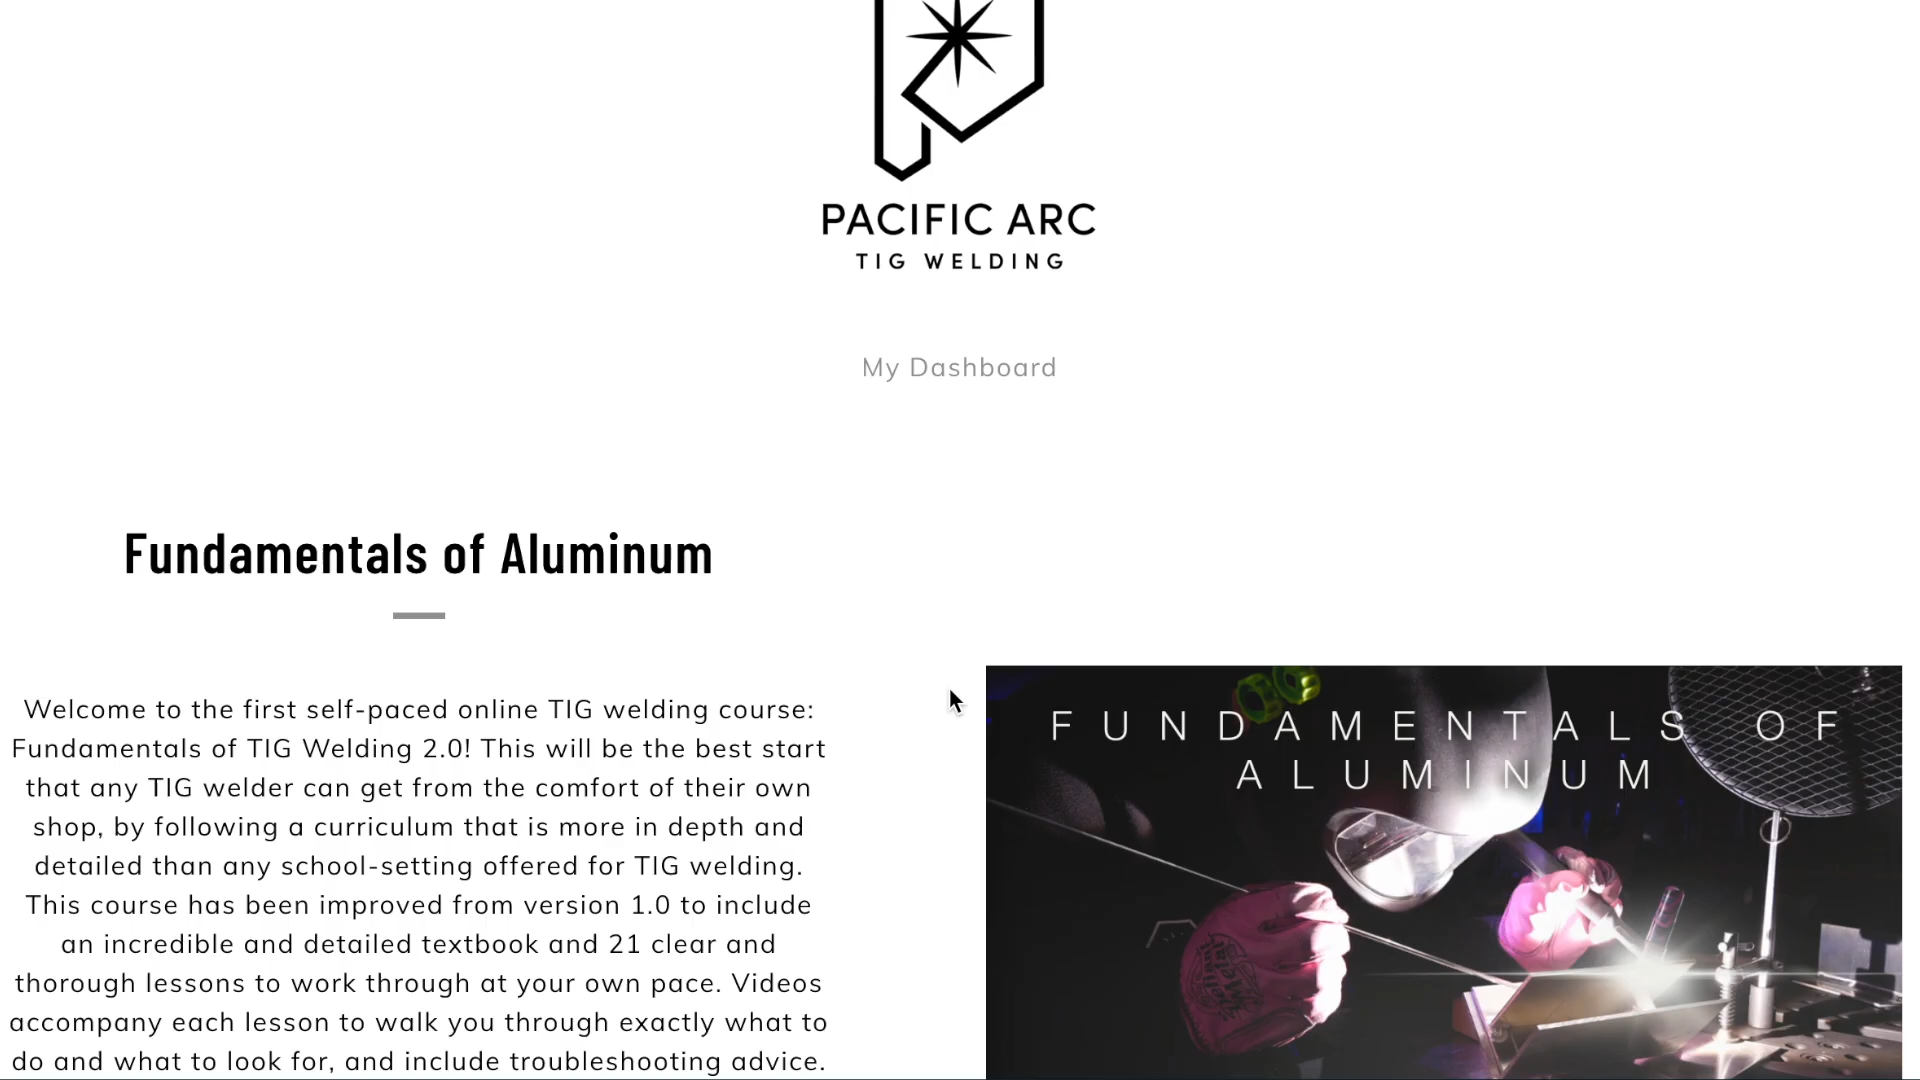 PACIFIC ARC
TIG WELDING
My Dashboard
Fundamentals of Aluminum
Welcome to the first self-paced online TIG welding course:
Fundamentals of TIG Welding 2.0! This will be the best start
that any TIG welder can get from the comfort of their own
shop, by following a curriculum that is more in depth and
detailed than any school-setting offered for TIG welding.
This course has been improved from version 1.0 to include
an incredible and detailed textbook and 21 clear and
thorough lessons to work through at your own pace. Videos
accompany each lesson to walk you through exactly what to
do and what to look for, and include troubleshooting advice.
FUNDAMENTALS OF
ALUMINUM